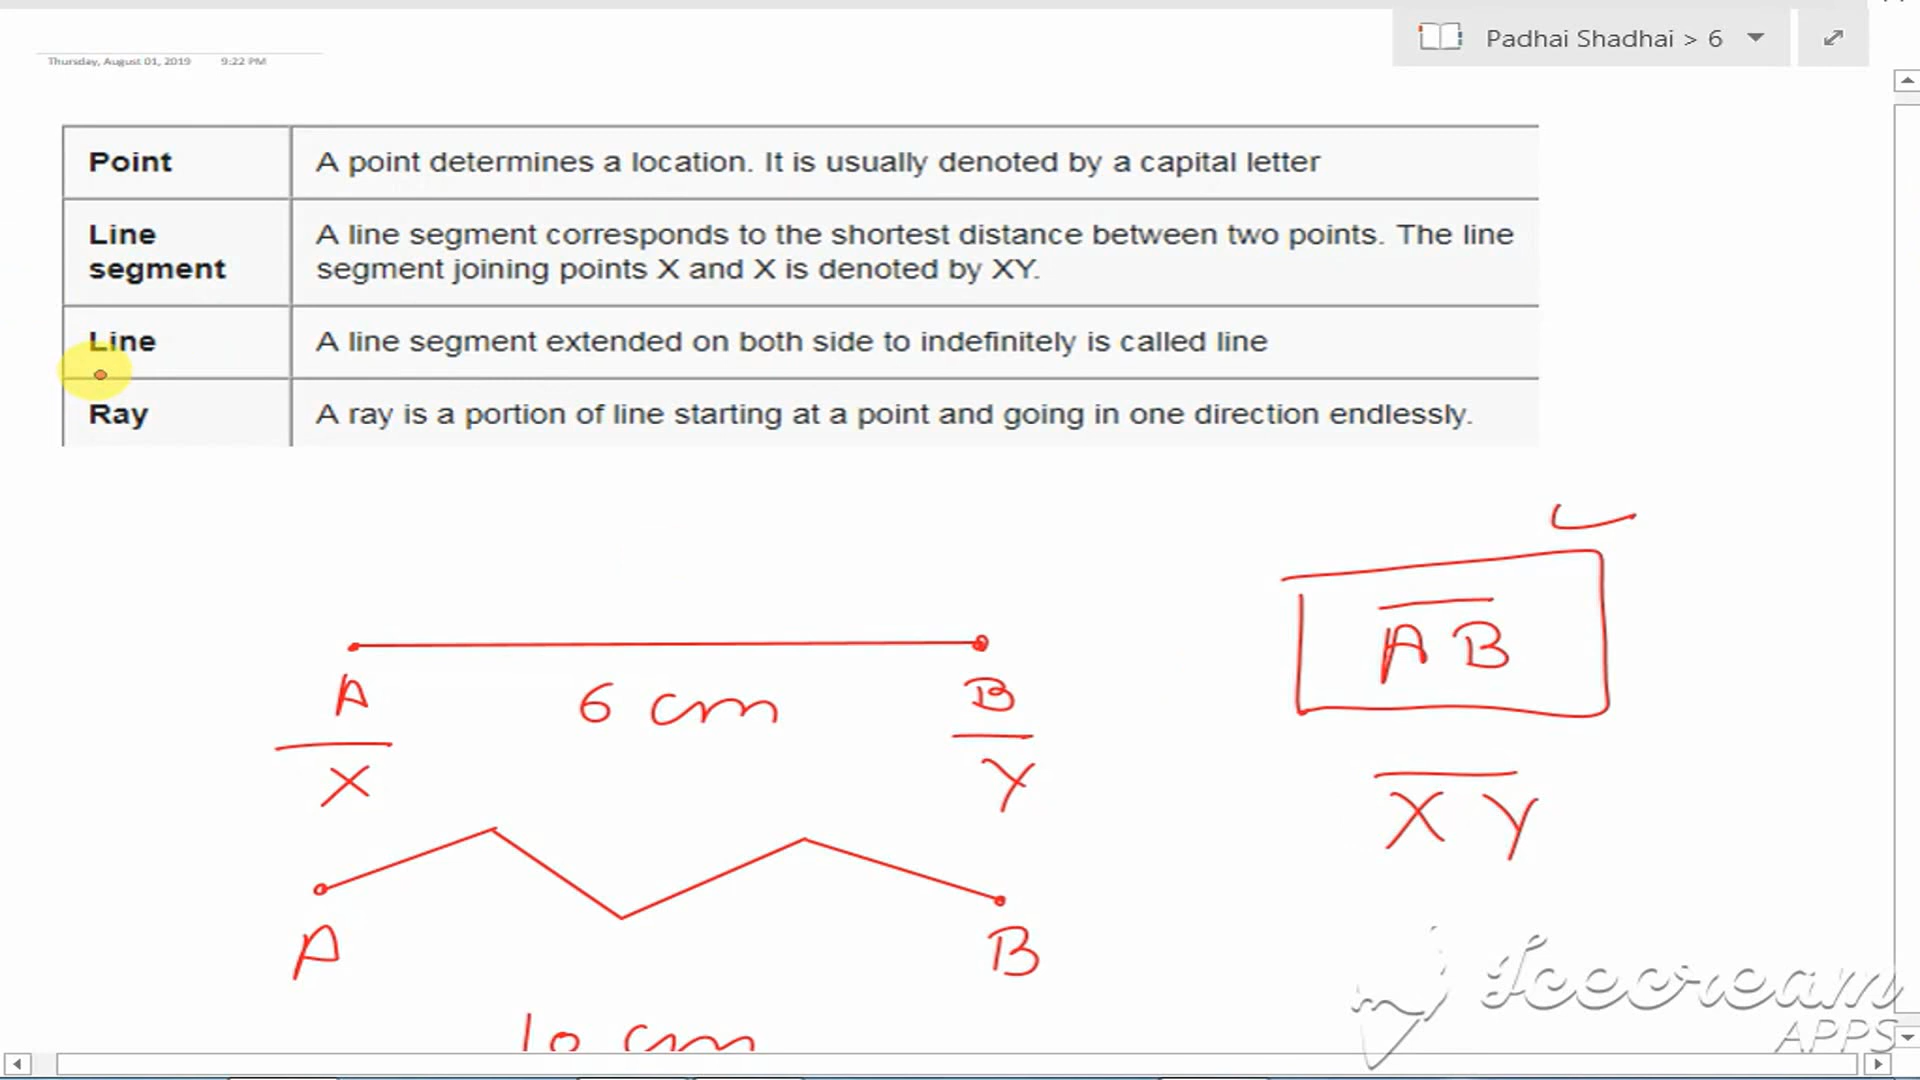 Padhai Shadhai > 6
Thursday, August 01, 2019 9:22 PM
Point A point determines a location. It is usually denoted by a capital letter
Line segment A line segment corresponds to the shortest distance between two points. The line
segment joining points X and X is denoted by XY.
Line A line segment extended on both side to indefinitely is called line
Ray A ray is a portion of line starting at a point and going in one direction endlessly.
A B
A 6 cm B
X Y
X Y
A B
10 cm
Icecream
APPS